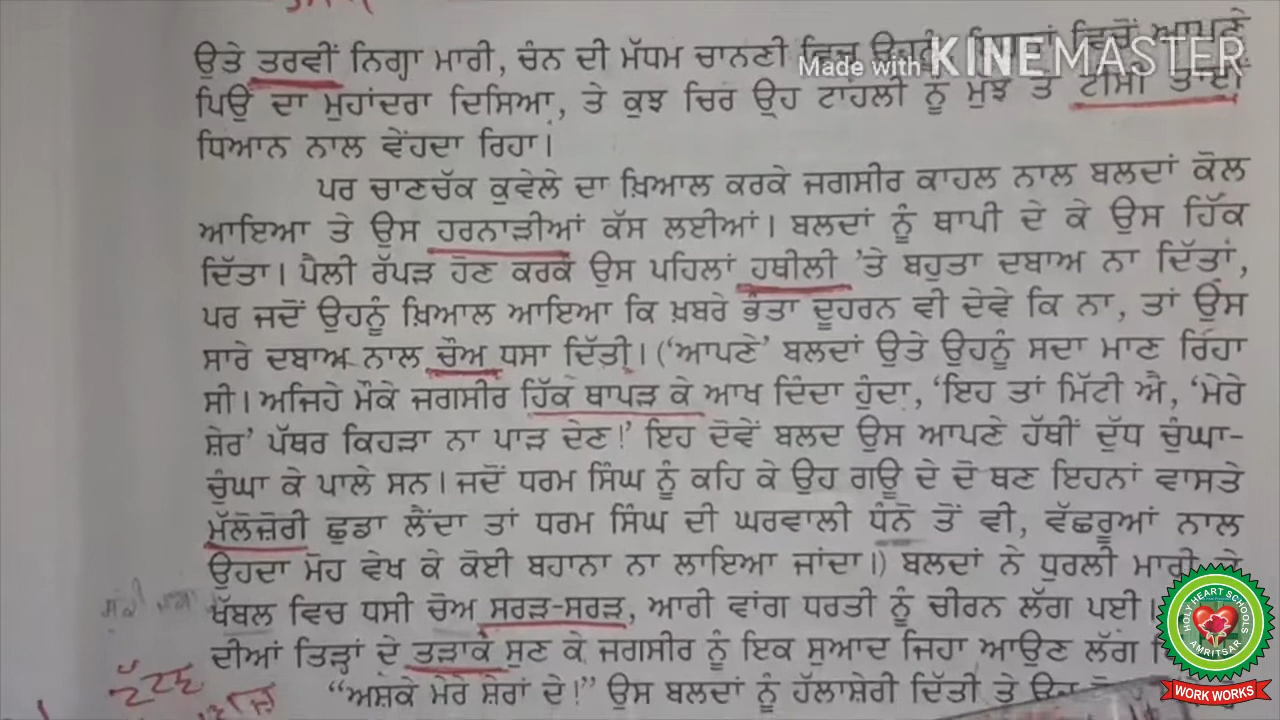 ਉਤੇ ਤਰਵੀਂ ਨਿਗ੍ਹਾ ਮਾਰੀ, ਚੰਨ ਦੀ ਮੱਧਮ ਚਾਨਣੀ ਵਿਚ ਵਿਚੋਂ ਆਪਣੇ
Made with KINEMASTER
ਪਿਉ ਦਾ ਮੁਹਾਂਦਰਾ ਦਿਸਿਆ, ਤੇ ਕੁਝ ਚਿਰ ਉਹ ਟਾਹਲੀ ਨੂੰ ਮੁਝ ਤੋਂ ਟੀਸੀ ਤਾਈਂ
ਧਿਆਨ ਨਾਲ ਵੇਂਹਦਾ ਰਿਹਾ।
ਪਰ ਚਾਣਚੱਕ ਕੁਵੇਲੇ ਦਾ ਖ਼ਿਆਲ ਕਰਕੇ ਜਗਸੀਰ ਕਾਹਲ ਨਾਲ ਬਲਦਾਂ ਕੋਲ
ਆਇਆ ਤੇ ਉਸ ਹਰਨਾੜੀਆਂ ਕੱਸ ਲਈਆਂ। ਬਲਦਾਂ ਨੂੰ ਥਾਪੀ ਦੇ ਕੇ ਉਸ ਹਿੱਕ
ਦਿੱਤਾ। ਪੈਲੀ ਰੱਪੜ ਹੋਣ ਕਰਕੇ ਉਸ ਪਹਿਲਾਂ ਹਥੀਲੀ ’ਤੇ ਬਹੁਤਾ ਦਬਾਅ ਨਾ ਦਿੱਤਾ,
ਪਰ ਜਦੋਂ ਉਹਨੂੰ ਖ਼ਿਆਲ ਆਇਆ ਕਿ ਖ਼ਬਰੇ ਭੰਤਾ ਦੂਹਰਨ ਵੀ ਦੇਵੇ ਕਿ ਨਾ, ਤਾਂ ਉਸ
ਸਾਰੇ ਦਬਾਅ ਨਾਲ ਚੋਅ ਧਸਾ ਦਿੱਤੀ। (‘ਆਪਣੇ’ ਬਲਦਾਂ ਉਤੇ ਉਹਨੂੰ ਸਦਾ ਮਾਣ ਰਿਹਾ
ਸੀ। ਅਜਿਹੇ ਮੌਕੇ ਜਗਸੀਰ ਹਿੱਕ ਥਾਪੜ ਕੇ ਆਖ ਦਿੰਦਾ ਹੁੰਦਾ, ‘ਇਹ ਤਾਂ ਮਿੱਟੀ ਐ, ‘ਮੇਰੇ
ਸ਼ੇਰ’ ਪੱਥਰ ਕਿਹੜਾ ਨਾ ਪਾੜ ਦੇਣ!’ ਇਹ ਦੋਵੇਂ ਬਲਦ ਉਸ ਆਪਣੇ ਹੱਥੀਂ ਦੁੱਧ ਚੁੰਘਾ-
ਚੁੰਘਾ ਕੇ ਪਾਲੇ ਸਨ। ਜਦੋਂ ਧਰਮ ਸਿੰਘ ਨੂੰ ਕਹਿ ਕੇ ਉਹ ਗਊ ਦੇ ਦੋ ਥਣ ਇਹਨਾਂ ਵਾਸਤੇ
ਮੱਲੋਜ਼ੋਰੀ ਛੁਡਾ ਲੈਂਦਾ ਤਾਂ ਧਰਮ ਸਿੰਘ ਦੀ ਘਰਵਾਲੀ ਧੰਨੋ ਤੋਂ ਵੀ, ਵੱਛਰੂਆਂ ਨਾਲ
ਉਹਦਾ ਮੋਹ ਵੇਖ ਕੇ ਕੋਈ ਬਹਾਨਾ ਨਾ ਲਾਇਆ ਜਾਂਦਾ।) ਬਲਦਾਂ ਨੇ ਧੁਰਲੀ ਮਾਰੀ ਤੇ
ਖੱਬਲ ਵਿਚ ਧਸੀ ਚੋਅ ਸਰੜ-ਸਰੜ, ਆਰੀ ਵਾਂਗ ਧਰਤੀ ਨੂੰ ਚੀਰਨ ਲੱਗ ਪਈ।
ਦੀਆਂ ਤਿੜ੍ਹਾਂ ਦੇ ਤੜਾਕੇ ਸੁਣ ਕੇ ਜਗਸੀਰ ਨੂੰ ਇਕ ਸੁਆਦ ਜਿਹਾ ਆਉਣ ਲੱਗ
“ਅਸ਼ਕੇ ਮੇਰੇ ਸ਼ੇਰਾਂ ਦੇ!” ਉਸ ਬਲਦਾਂ ਨੂੰ ਹੱਲਾਸ਼ੇਰੀ ਦਿੱਤੀ ਤੇ
HOLY HEART SCHOOLS
AMRITSAR
WORK WORKS